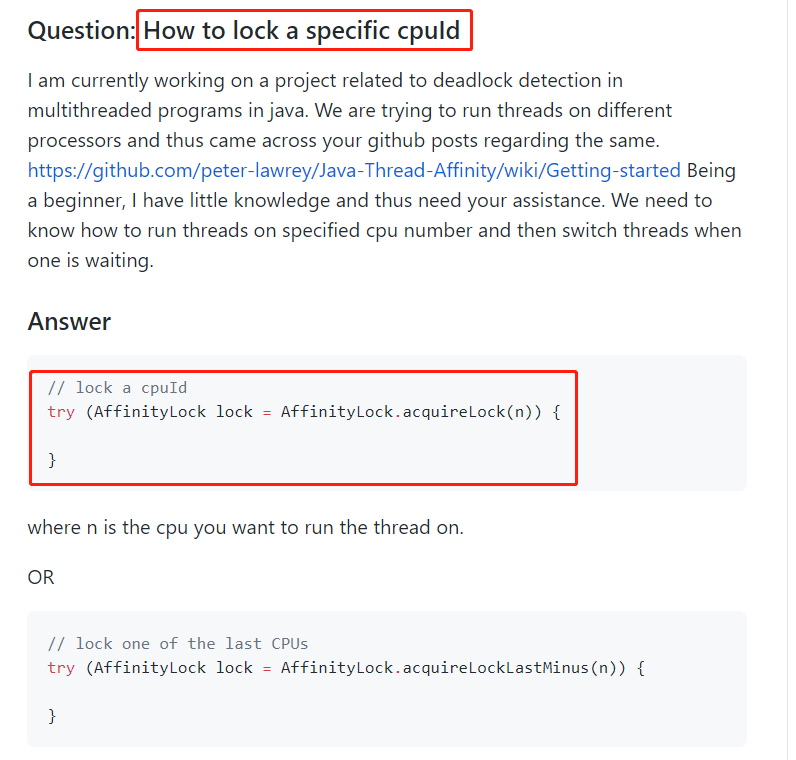 Question: How to lock a specific cpuId
I am currently working on a project related to deadlock detection in
multithreaded programs in java. We are trying to run threads on different
processors and thus came across your github posts regarding the same.
https://github.com/peter-lawrey/Java-Thread-Affinity/wiki/Getting-started Being
a beginner, I have little knowledge and thus need your assistance. We need to
know how to run threads on specified cpu number and then switch threads when
one is waiting.
Answer
// lock a cpuId
try (AffinityLock lock = AffinityLock.acquireLock(n)) {
}
where n is the cpu you want to run the thread on.
OR
// lock one of the last CPUs
try (AffinityLock lock = AffinityLock.acquireLockLastMinus(n)) {
}